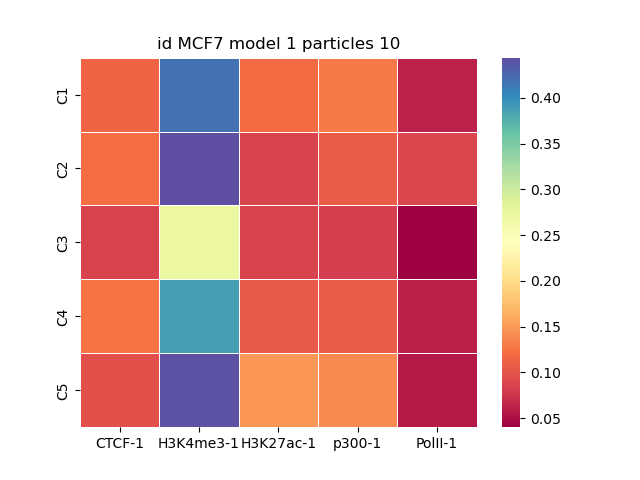 id MCF7 model 1 particles 10
C1
C2
C3
C4
C5
CTCF-1 H3K4me3-1 H3K27ac-1 p300-1 PolII-1
0.40
0.35
0.30
0.25
0.20
0.15
0.10
0.05